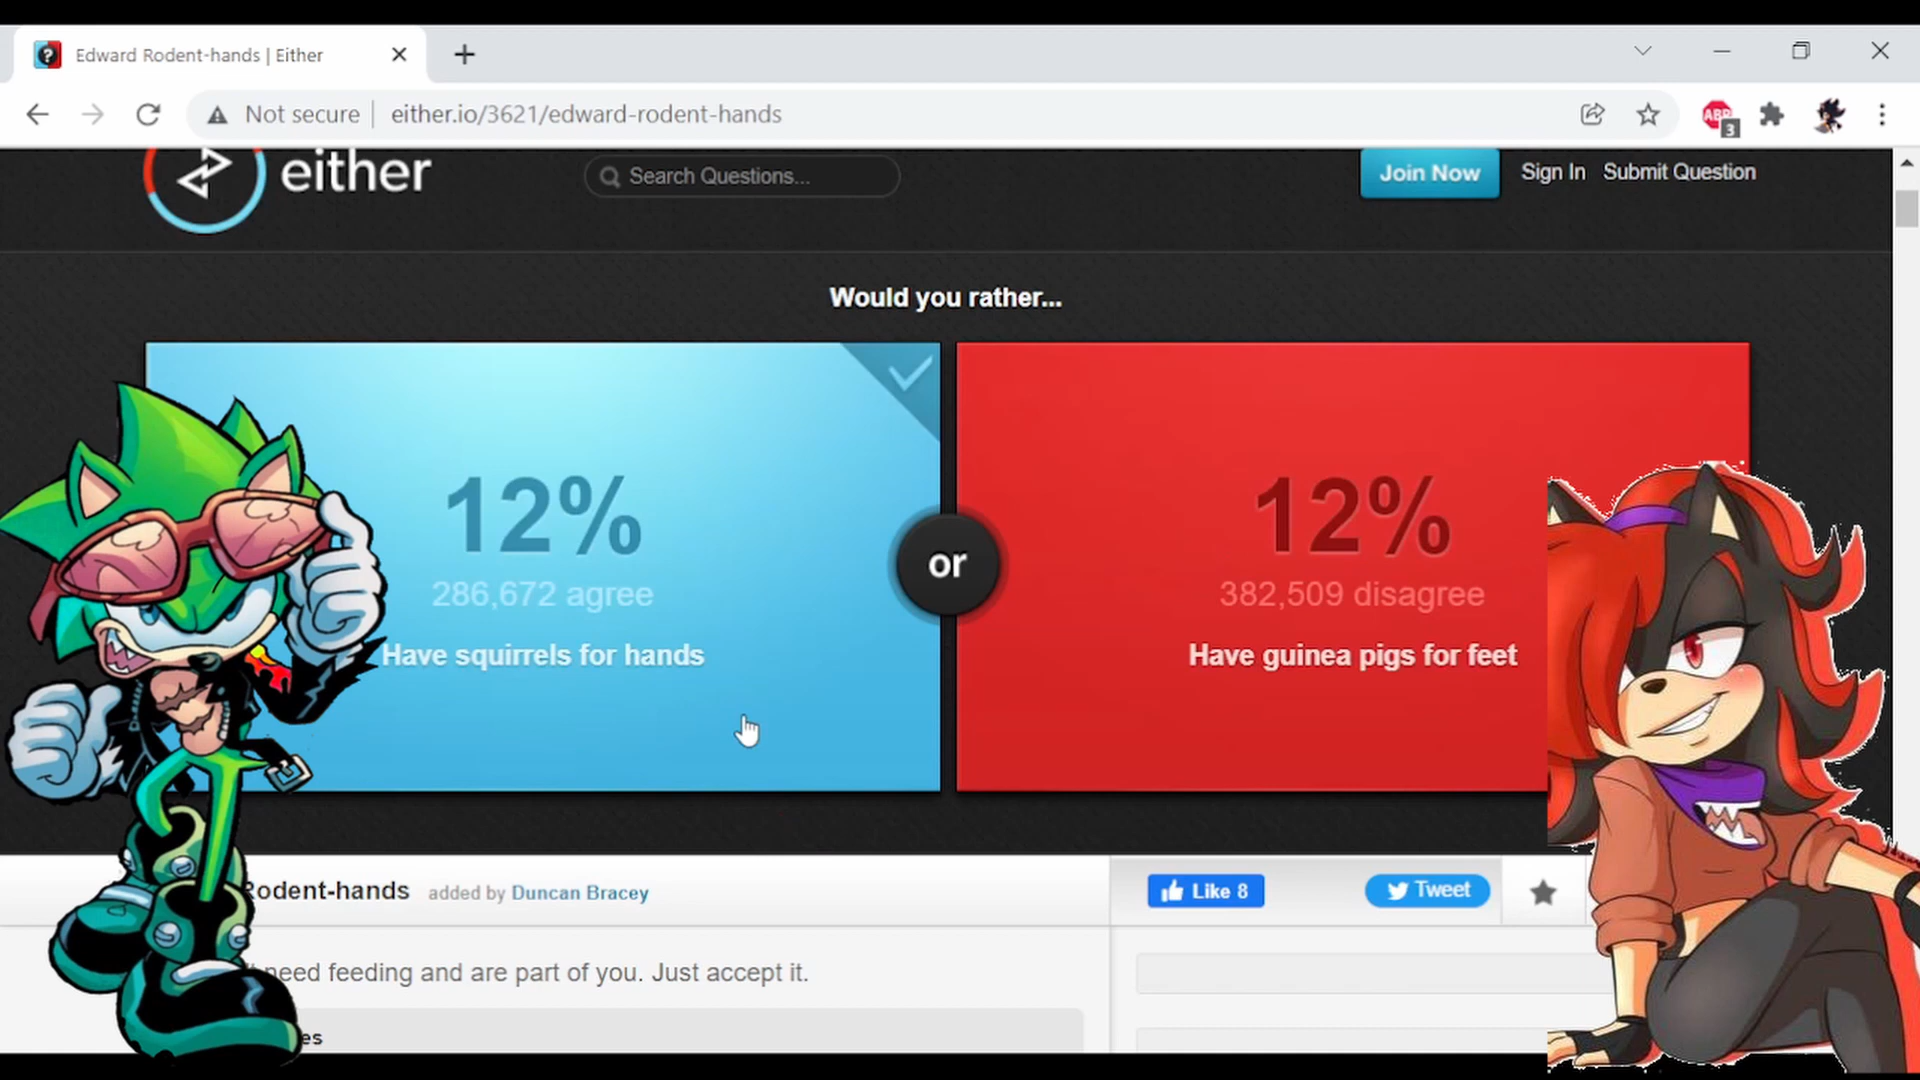 Edward Rodent-hands | Either
Not secure
either.io/3621/edward-rodent-hands
ABP
3
either
Search Questions...
Join Now
Sign In
Submit Question
Would you rather...
12%
286,672 agree
Have squirrels for hands
or
12%
382,509 disagree
Have guinea pigs for feet
Rodent-hands
added by Duncan Bracey
Like 8
Tweet
need feeding and are part of you. Just accept it.